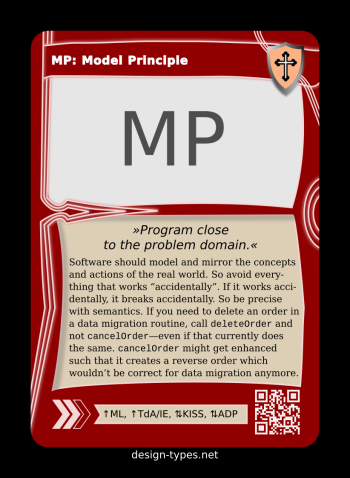 MP: Model Principle
MP
»Program close
to the problem domain.«
Software should model and mirror the concepts
and actions of the real world. So avoid every-
thing that works “accidentally”. If it works acci-
dentally, it breaks accidentally. So be precise
with semantics. If you need to delete an order in
a data migration routine, call deleteOrder and
not cancelOrder—even if that currently does
the same. cancelOrder might get enhanced
such that it creates a reverse order which
wouldn’t be correct for data migration anymore.
↑ML, ↑TdA/IE, ⇅KISS, ⇅ADP
design-types.net